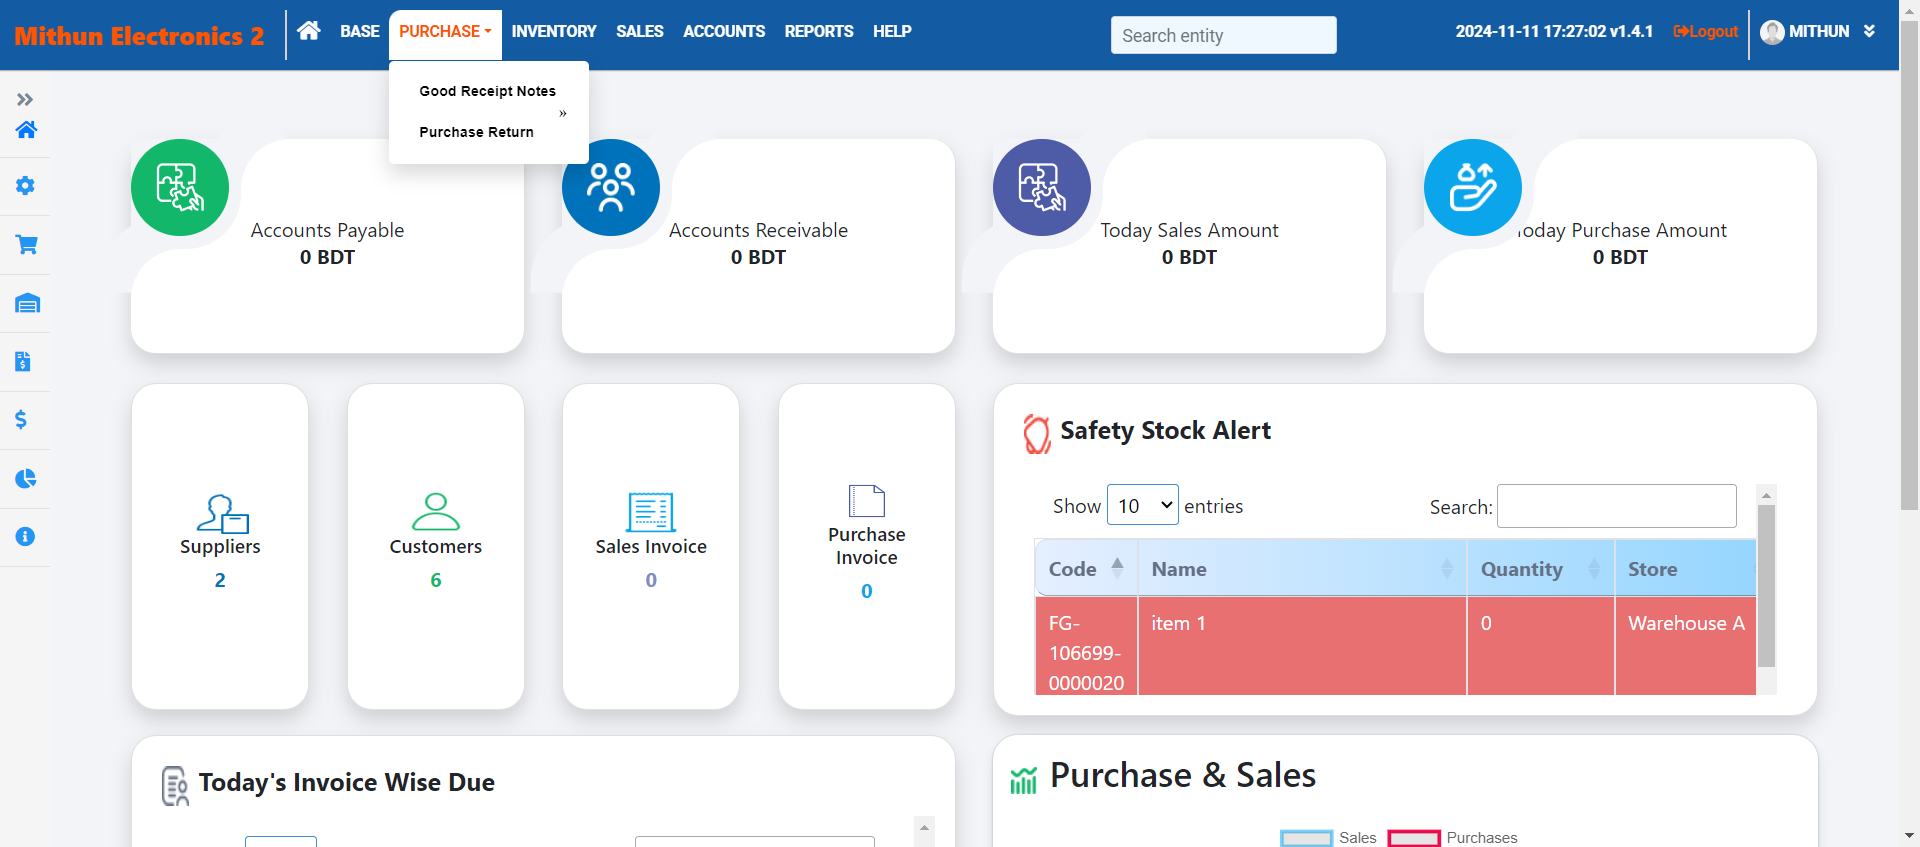 Mithun Electronics 2
BASE PURCHASE INVENTORY SALES ACCOUNTS REPORTS HELP
Search entity
2024-11-11 17:27:02 v1.4.1 Logout MITHUN
Good Receipt Notes
»
Purchase Return
Accounts Payable
0 BDT
Accounts Receivable
0 BDT
Today Sales Amount
0 BDT
Today Purchase Amount
0 BDT
Suppliers
2
Customers
6
Sales Invoice
0
Purchase
Invoice
0
Safety Stock Alert
Show 10 entries
Search:
Code Name Quantity Store
FG-
106699-
0000020
item 1
0
Warehouse A
Today's Invoice Wise Due
Purchase & Sales
Sales Purchases